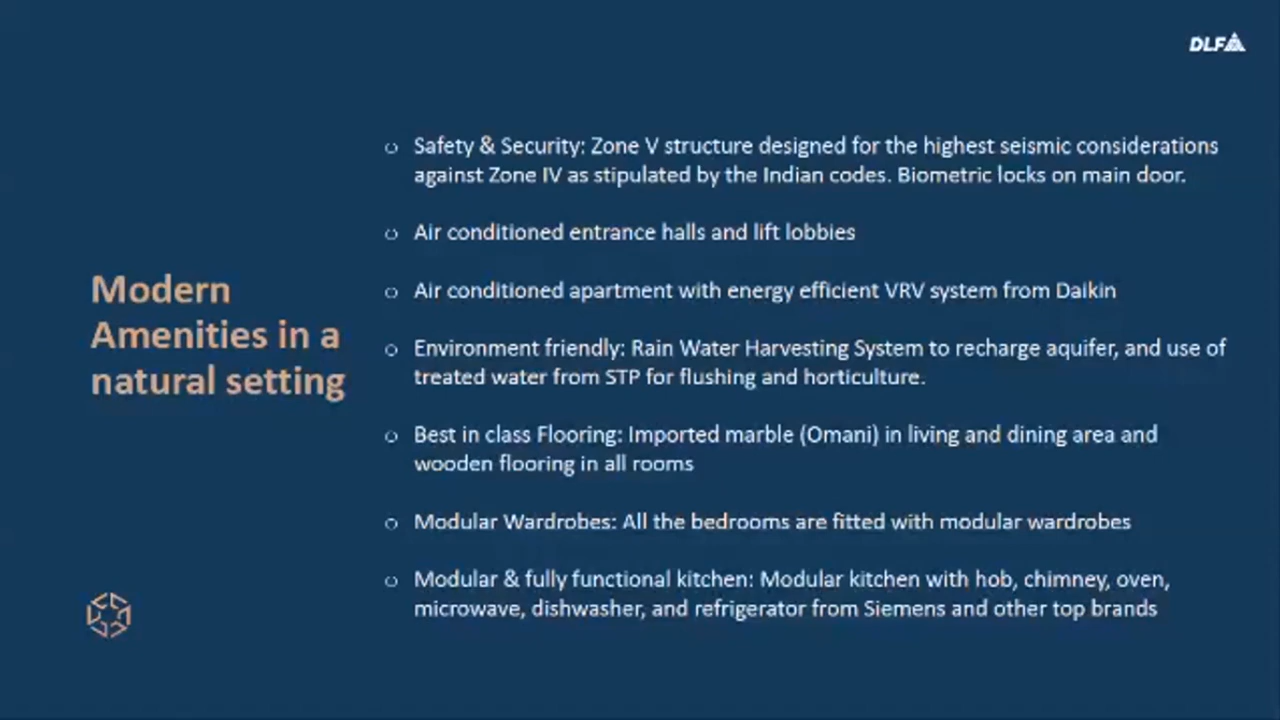 DLF
Modern
Amenities in a
natural setting
○ Safety & Security: Zone V structure designed for the highest seismic considerations
against Zone IV as stipulated by the Indian codes. Biometric locks on main door.
○ Air conditioned entrance halls and lift lobbies
○ Air conditioned apartment with energy efficient VRV system from Daikin
○ Environment friendly: Rain Water Harvesting System to recharge aquifer, and use of
treated water from STP for flushing and horticulture.
○ Best in class Flooring: Imported marble (Omani) in living and dining area and
wooden flooring in all rooms
○ Modular Wardrobes: All the bedrooms are fitted with modular wardrobes
○ Modular & fully functional kitchen: Modular kitchen with hob, chimney, oven,
microwave, dishwasher, and refrigerator from Siemens and other top brands